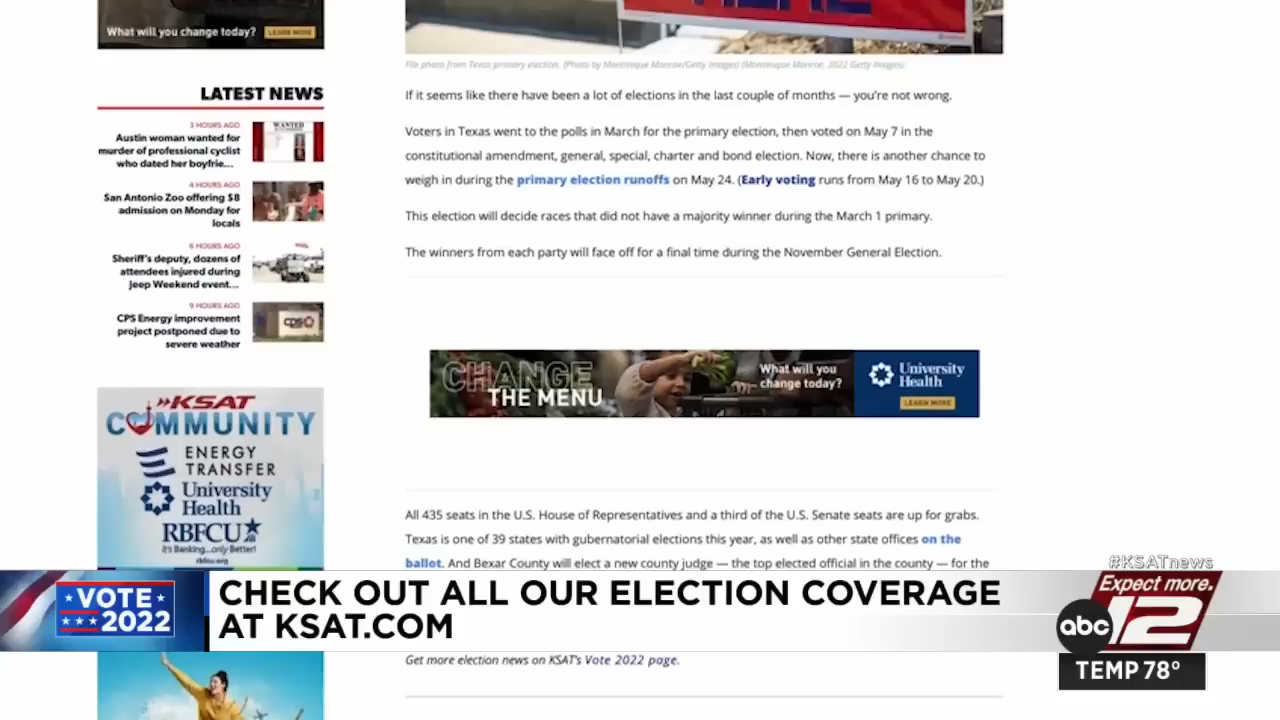 What will you change today? LEARN MORE
LATEST NEWS
3 HOURS AGO
Austin woman wanted for
murder of professional cyclist
who dated her boyfrie...
WANTED
4 HOURS AGO
San Antonio Zoo offering $8
admission on Monday for
locals
6 HOURS AGO
Sheriff's deputy, dozens of
attendees injured during
Jeep Weekend event...
9 HOURS AGO
CPS Energy improvement
project postponed due to
severe weather
cps
»KSAT
COMMUNITY
ENERGY
TRANSFER
University
Health
RBFCU
it's Banking...only Better!
rbfcu.org
File photo from Texas primary election. (Photo by Montinique Monroe/Getty Images) (Montinique Monroe, 2022 Getty Images)
If it seems like there have been a lot of elections in the last couple of months — you're not wrong.
Voters in Texas went to the polls in March for the primary election, then voted on May 7 in the
constitutional amendment, general, special, charter and bond election. Now, there is another chance to
weigh in during the primary election runoffs on May 24. (Early voting runs from May 16 to May 20.)
This election will decide races that did not have a majority winner during the March 1 primary.
The winners from each party will face off for a final time during the November General Election.
CHANGE
THE MENU
What will you
change today?
University
Health
LEARN MORE
All 435 seats in the U.S. House of Representatives and a third of the U.S. Senate seats are up for grabs.
Texas is one of 39 states with gubernatorial elections this year, as well as other state offices on the
ballot. And Bexar County will elect a new county judge — the top elected official in the county — for the
#KSATnews
VOTE
2022
CHECK OUT ALL OUR ELECTION COVERAGE
AT KSAT.COM
Expect more.
abc 12
TEMP 78°
Get more election news on KSAT's Vote 2022 page.